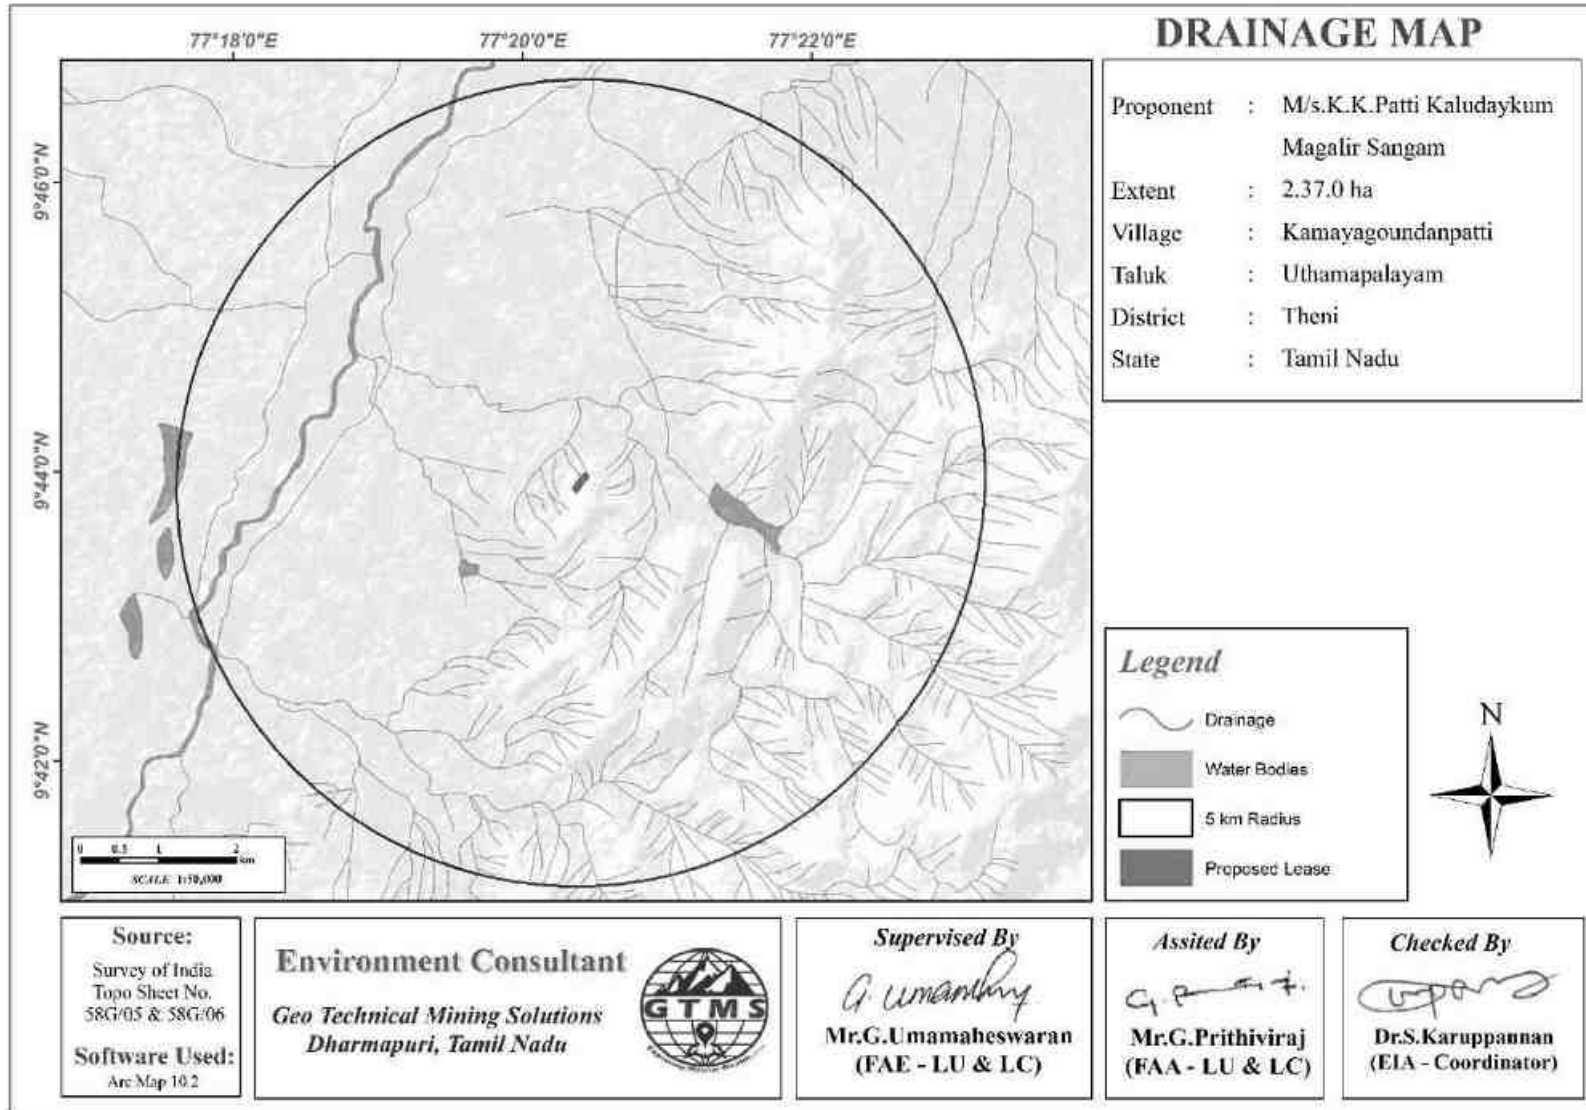 DRAINAGE MAP
77°18'0"E
77°20'0"E
77°22'0"E
9°46'0"N
9°44'0"N
9°42'0"N
Proponent : M/s.K.K.Patti Kaludaykum
Magalir Sangam
Extent : 2.37.0 ha
Village : Kamayagoundanpatti
Taluk : Uthamapalayam
District : Theni
State : Tamil Nadu
0 0.5 1 2
km
SCALE 1:50,000
Legend
Drainage
Water Bodies
5 km Radius
Proposed Lease
N
Source:
Survey of India
Topo Sheet No.
58G/05 & 58G/06
Software Used:
Arc Map 10.2
Environment Consultant
Geo Technical Mining Solutions
Dharmapuri, Tamil Nadu
GTMS
Supervised By
G. Umamhny
Mr.G.Umamaheswaran
(FAE - LU & LC)
Assited By
Mr.G.Prithiviraj
(FAA - LU & LC)
Checked By
Dr.S.Karuppannan
(EIA - Coordinator)